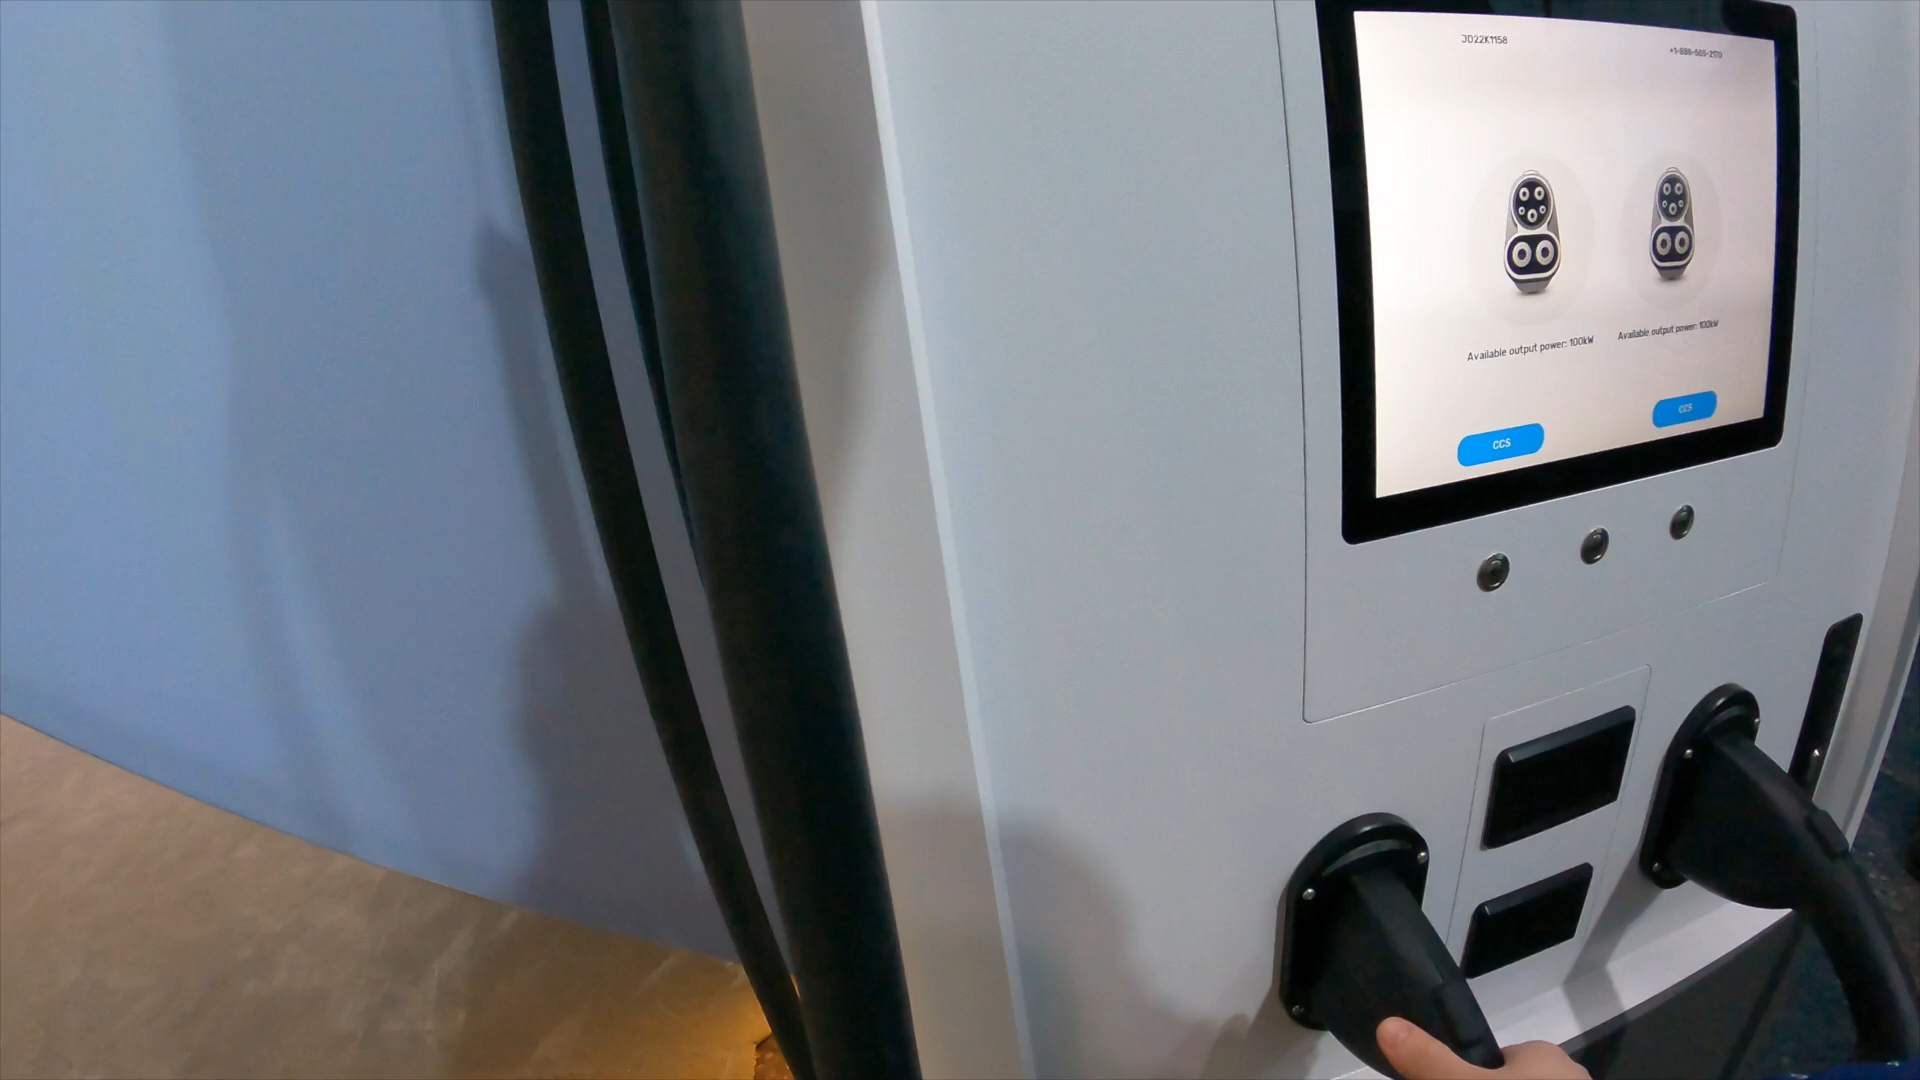 JD22K1158
+1-888-505-2170
Available output power: 100kW
Available output power: 100kW
CCS
CCS